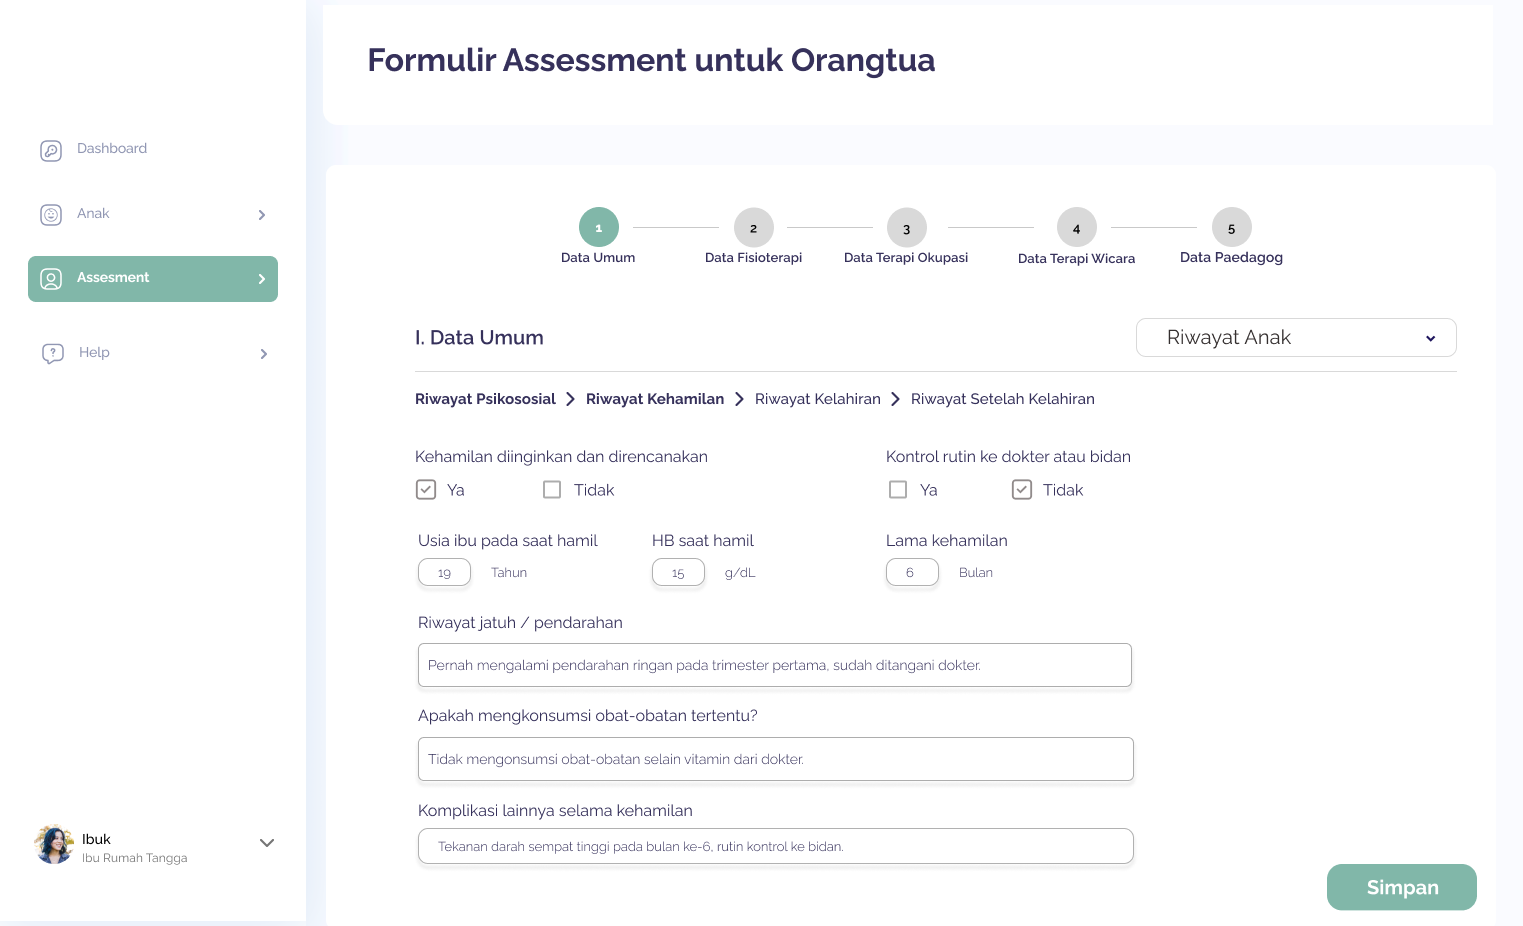 Formulir Assessment untuk Orangtua
Dashboard
Anak
Assesment
Help
Ibuk
Ibu Rumah Tangga
1
2
3
4
5
Data Umum
Data Fisioterapi
Data Terapi Okupasi
Data Terapi Wicara
Data Paedagog
I. Data Umum
Riwayat Anak
Riwayat Psikososial > Riwayat Kehamilan > Riwayat Kelahiran > Riwayat Setelah Kelahiran
Kehamilan diinginkan dan direncanakan
Ya
Tidak
Kontrol rutin ke dokter atau bidan
Ya
Tidak
Usia ibu pada saat hamil
19 Tahun
HB saat hamil
15 g/dL
Lama kehamilan
6 Bulan
Riwayat jatuh / pendarahan
Pernah mengalami pendarahan ringan pada trimester pertama, sudah ditangani dokter.
Apakah mengkonsumsi obat-obatan tertentu?
Tidak mengonsumsi obat-obatan selain vitamin dari dokter.
Komplikasi lainnya selama kehamilan
Tekanan darah sempat tinggi pada bulan ke-6, rutin kontrol ke bidan.
Simpan